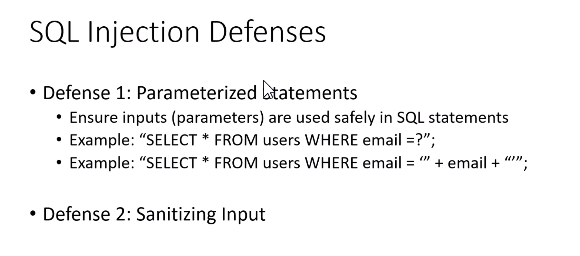 SQL Injection Defenses
• Defense 1: Parameterized Statements
• Ensure inputs (parameters) are used safely in SQL statements
• Example: “SELECT * FROM users WHERE email =?”;
• Example: “SELECT * FROM users WHERE email = ‘” + email + “‘”;
• Defense 2: Sanitizing Input